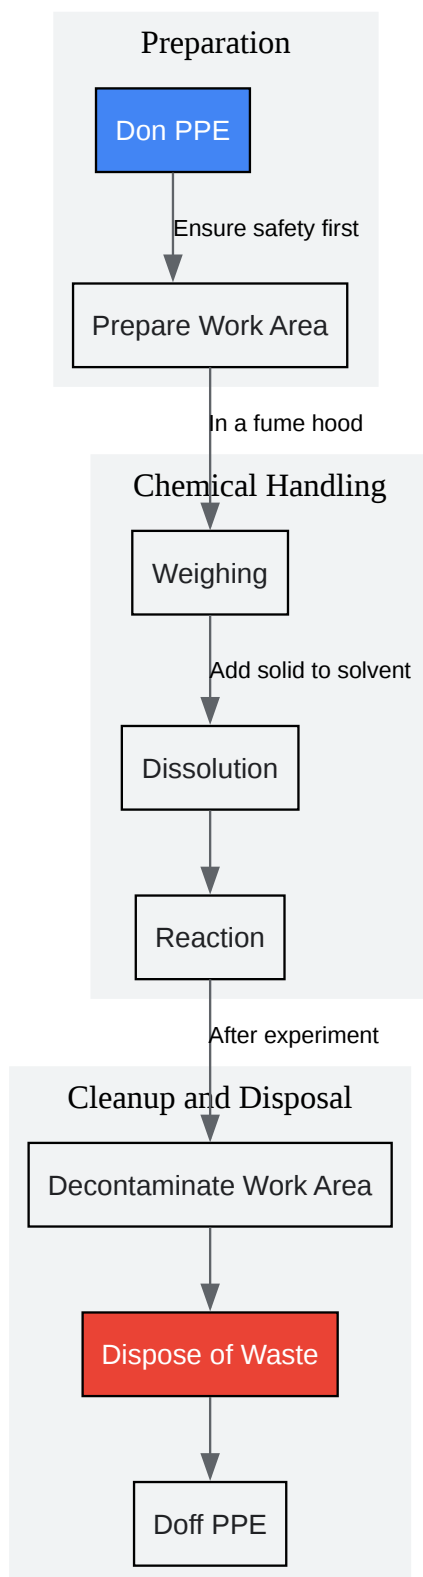 Preparation
Don PPE
Ensure safety first
Prepare Work Area
In a fume hood
Chemical Handling
Weighing
Add solid to solvent
Dissolution
Reaction
After experiment
Cleanup and Disposal
Decontaminate Work Area
Dispose of Waste
Doff PPE